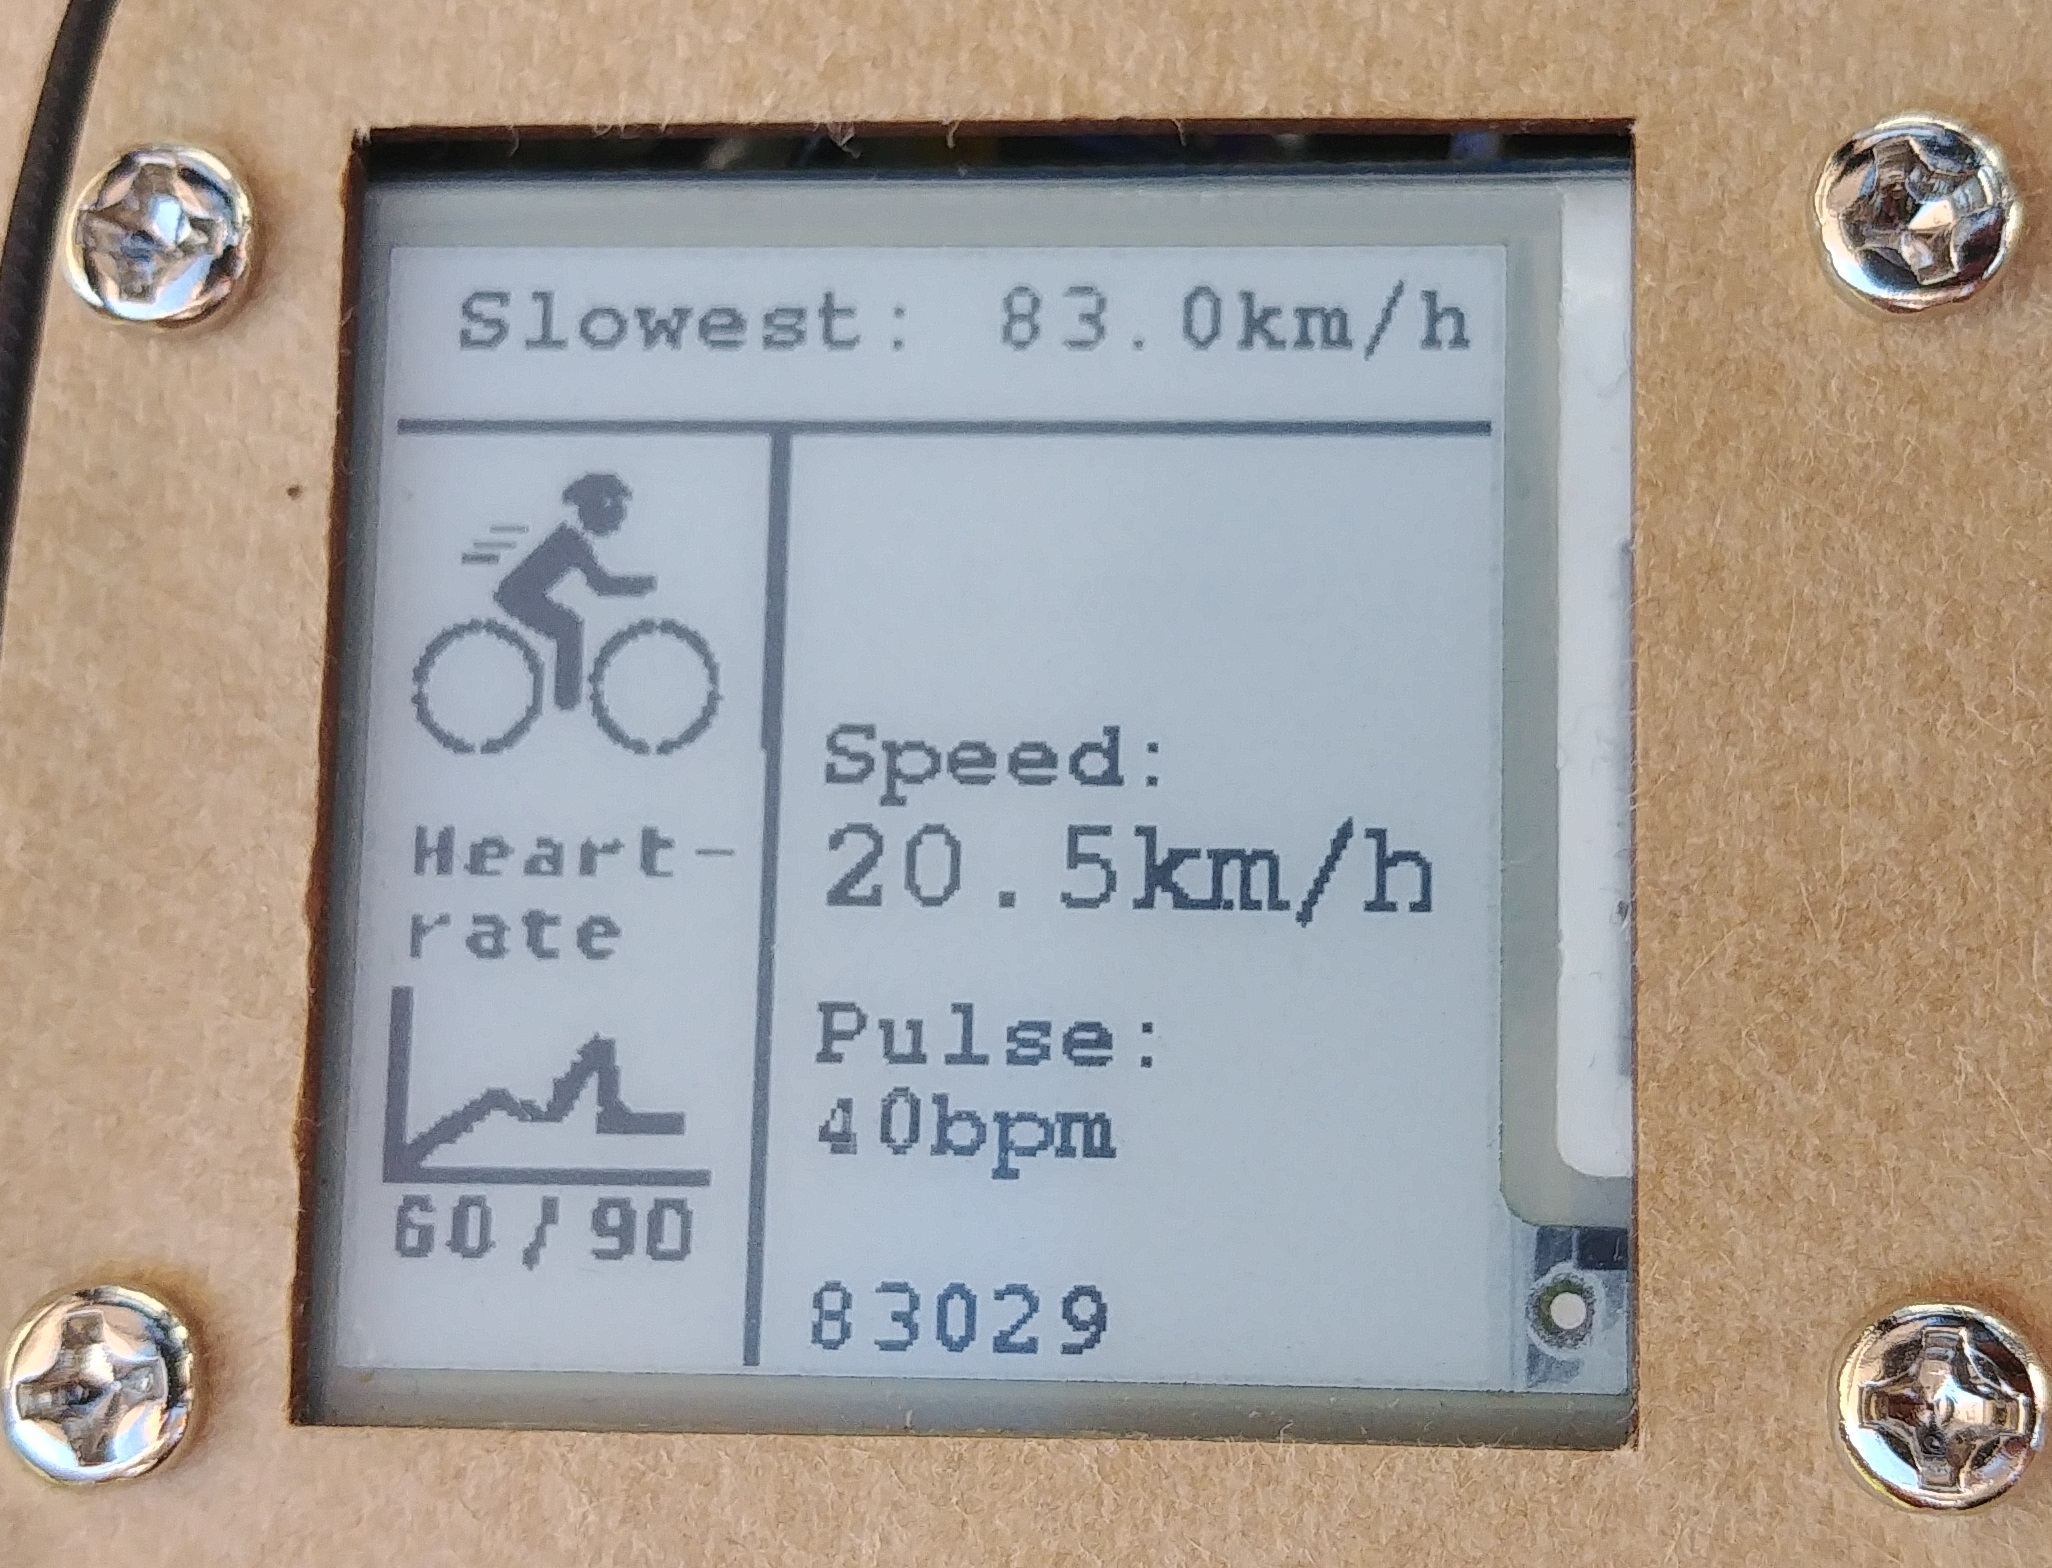 Slowest: 83.0km/h
Heart-
rate
60/90
Speed:
20.5km/h
Pulse:
40bpm
83029